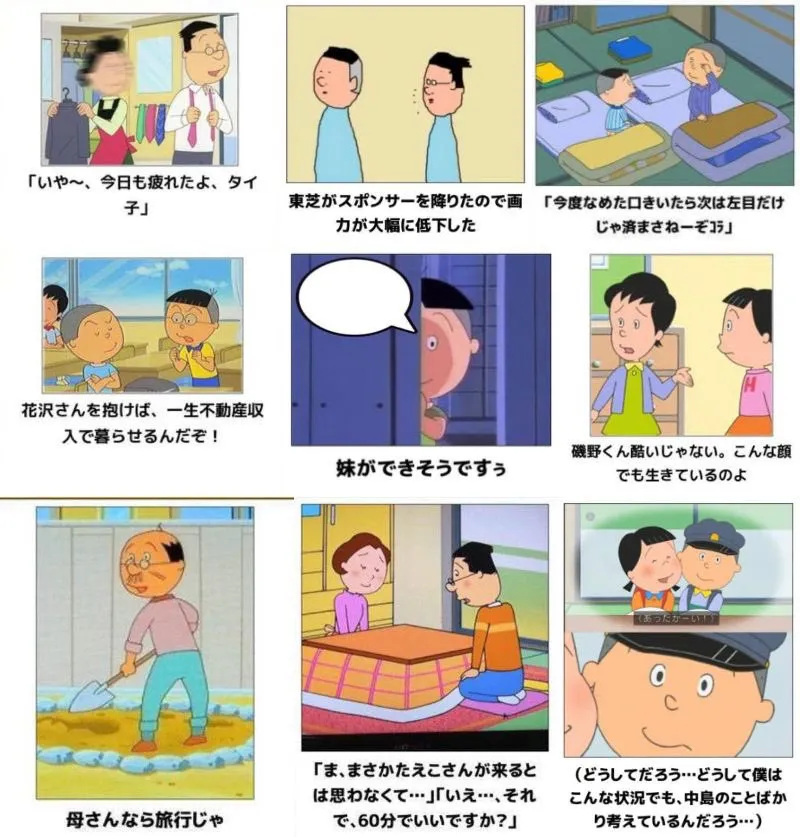 「いや〜、今日も疲れたよ、タイ
子」
東芝がスポンサーを降りたので画
力が大幅に低下した
「今度なめた口きいたら次は左目だけ
じゃ済まさねーぞｺﾗ」
花沢さんを抱けば、一生不動産収
入で暮らせるんだぞ！
妹ができそうですぅ
H
磯野くん酷いじゃない。こんな顔
でも生きているのよ
母さんなら旅行じゃ
「ま、まさかたえこさんが来ると
は思わなくて…」「いえ…、それ
で、60分でいいですか？」
（あったかーい！）
（どうしてだろう…どうして僕は
こんな状況でも、中島のことばか
り考えているんだろう…）